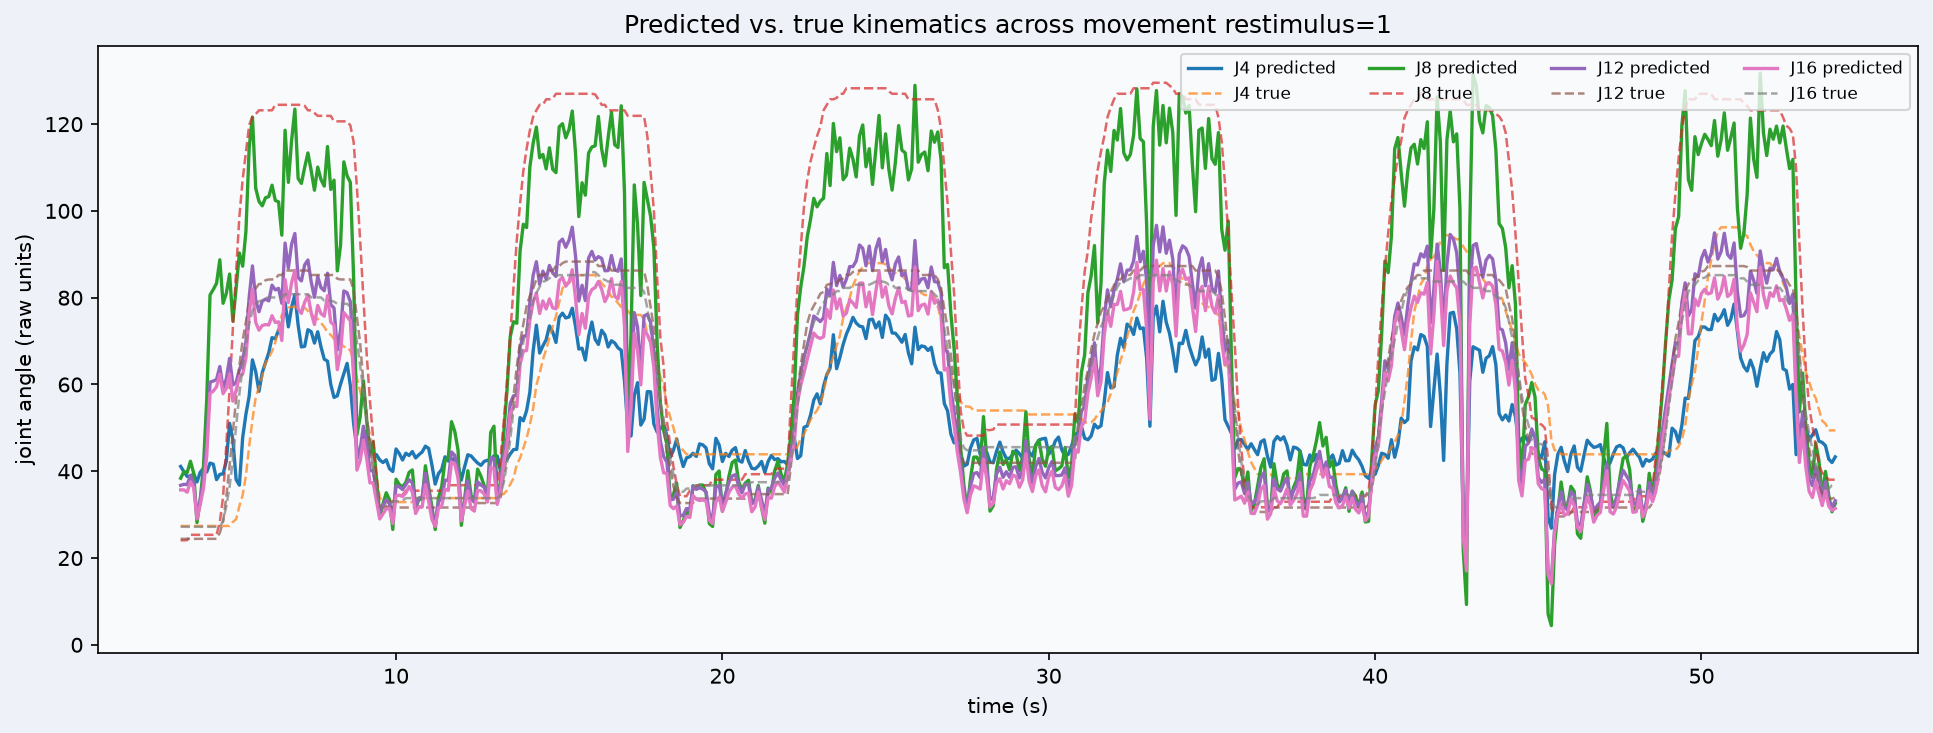 Predicted vs. true kinematics across movement restimulus=1
J4 predicted J8 predicted J12 predicted J16 predicted
J4 true J8 true J12 true J16 true
joint angle (raw units)
120
100
80
60
40
20
0
10 20 30 40 50
time (s)